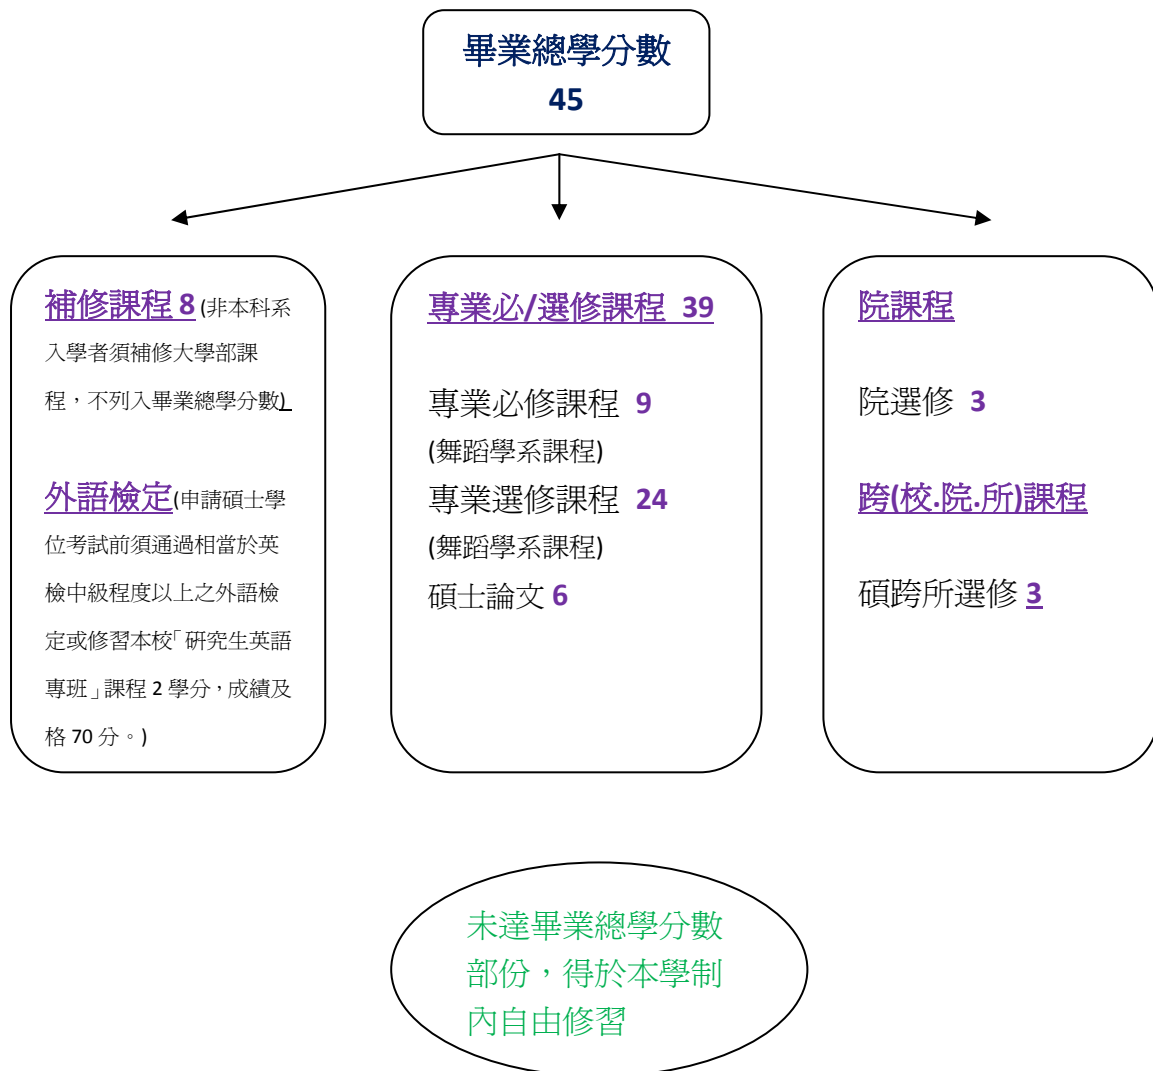 畢業總學分數
45
補修課程 8 (非本科系
入學者須補修大學部課
程，不列入畢業總學分數)
外語檢定(申請碩士學
位考試前須通過相當於英
檢中級程度以上之外語檢
定或修習本校「研究生英語
專班」課程 2 學分，成績及
格 70 分。)
專業必/選修課程 39
專業必修課程 9
(舞蹈學系課程)
專業選修課程 24
(舞蹈學系課程)
碩士論文 6
院課程
院選修 3
跨(校.院.所)課程
碩跨所選修 3
未達畢業總學分數
部份，得於本學制
內自由修習